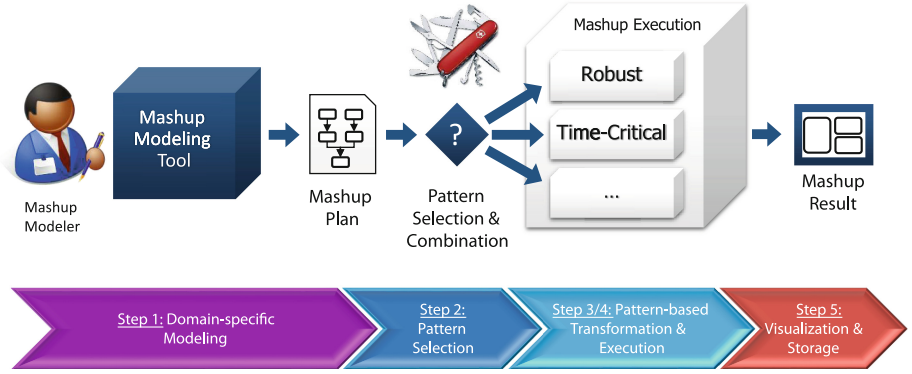 Mashup Execution
Robust
Time-Critical
...
Mashup
Modeling
Tool
?
Mashup
Modeler
Mashup
Plan
Pattern
Selection &
Combination
Mashup
Result
Step 1: Domain-specific
Modeling
Step 2:
Pattern
Selection
Step 3/4: Pattern-based
Transformation &
Execution
Step 5:
Visualization &
Storage